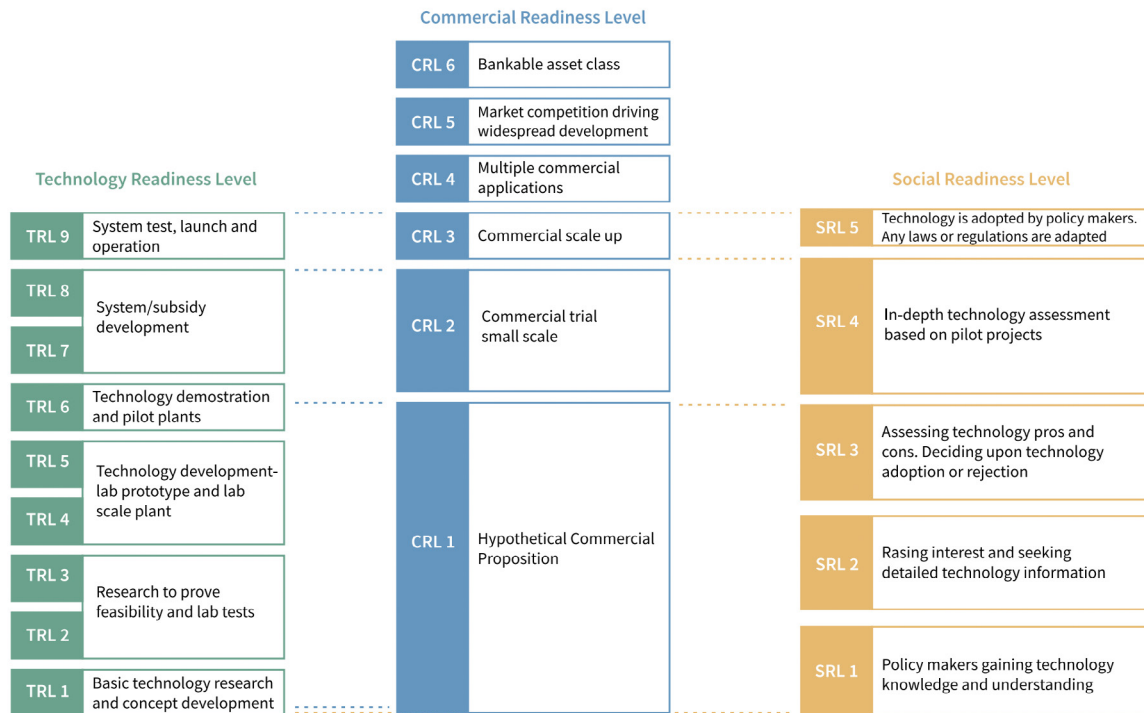 Commercial Readiness Level
CRL 6
Bankable asset class
CRL 5
Market competition driving
widespread development
CRL 4
Multiple commercial
applications
CRL 3
Commercial scale up
CRL 2
Commercial trial
small scale
CRL 1
Hypothetical Commercial
Proposition
Technology Readiness Level
TRL 9
System test, launch and
operation
TRL 8
TRL 7
System/subsidy
development
TRL 6
Technology demostration
and pilot plants
TRL 5
TRL 4
Technology development-
lab prototype and lab
scale plant
TRL 3
TRL 2
Research to prove
feasibility and lab tests
TRL 1
Basic technology research
and concept development
Social Readiness Level
SRL 5
Technology is adopted by policy makers.
Any laws or regulations are adapted
SRL 4
In-depth technology assessment
based on pilot projects
SRL 3
Assessing technology pros and
cons. Deciding upon technology
adoption or rejection
SRL 2
Rasing interest and seeking
detailed technology information
SRL 1
Policy makers gaining technology
knowledge and understanding